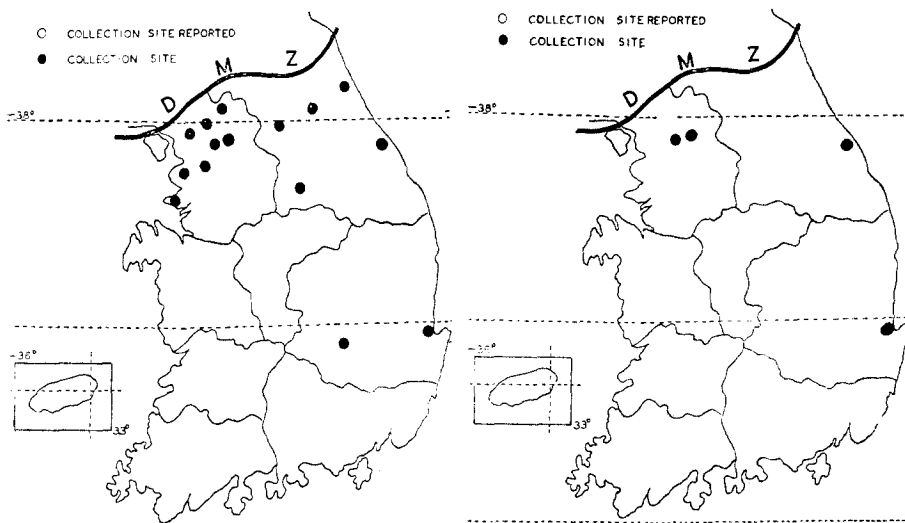 ○ COLLECTION SITE REPORTED
● COLLECTION SITE
D M Z
38°
36°
33°
○ COLLECTION SITE REPORTED
● COLLECTION SITE
D M Z
38°
36°
33°